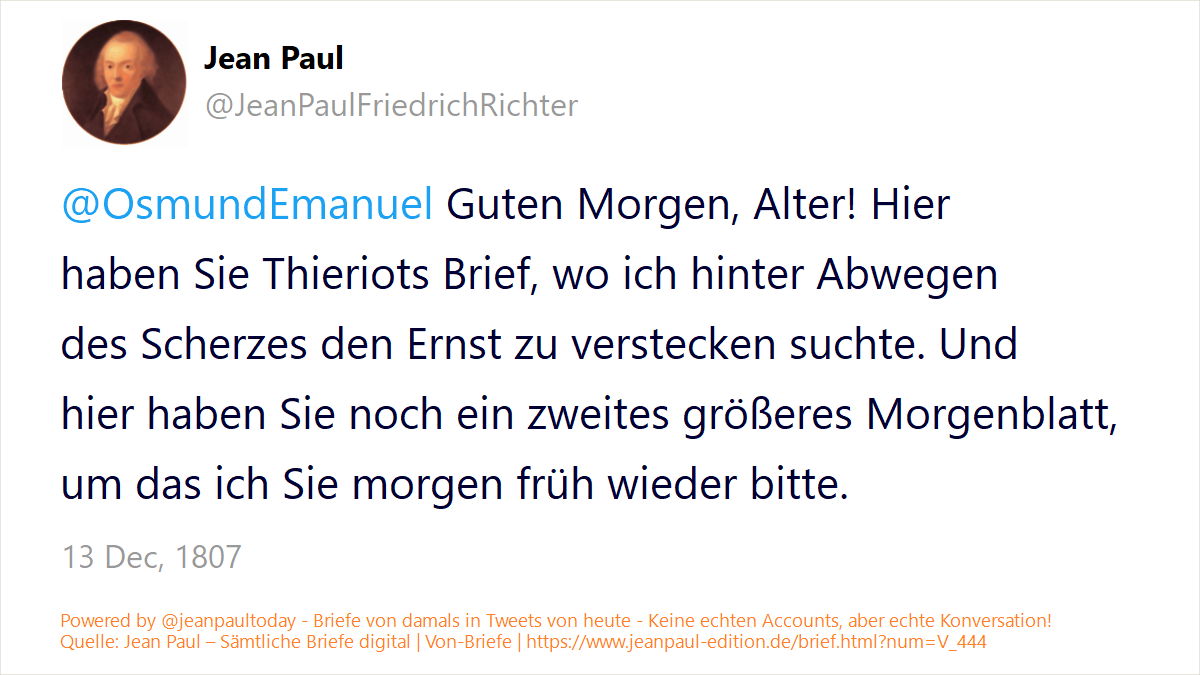 Jean Paul
@JeanPaulFriedrichRichter
@OsmundEmanuel Guten Morgen, Alter! Hier
haben Sie Thieriots Brief, wo ich hinter Abwegen
des Scherzes den Ernst zu verstecken suchte. Und
hier haben Sie noch ein zweites größeres Morgenblatt,
um das ich Sie morgen früh wieder bitte.
13 Dec, 1807
Powered by @jeanpaultoday - Briefe von damals in Tweets von heute - Keine echten Accounts, aber echte Konversation!
Quelle: Jean Paul – Sämtliche Briefe digital | Von-Briefe | https://www.jeanpaul-edition.de/brief.html?num=V_444